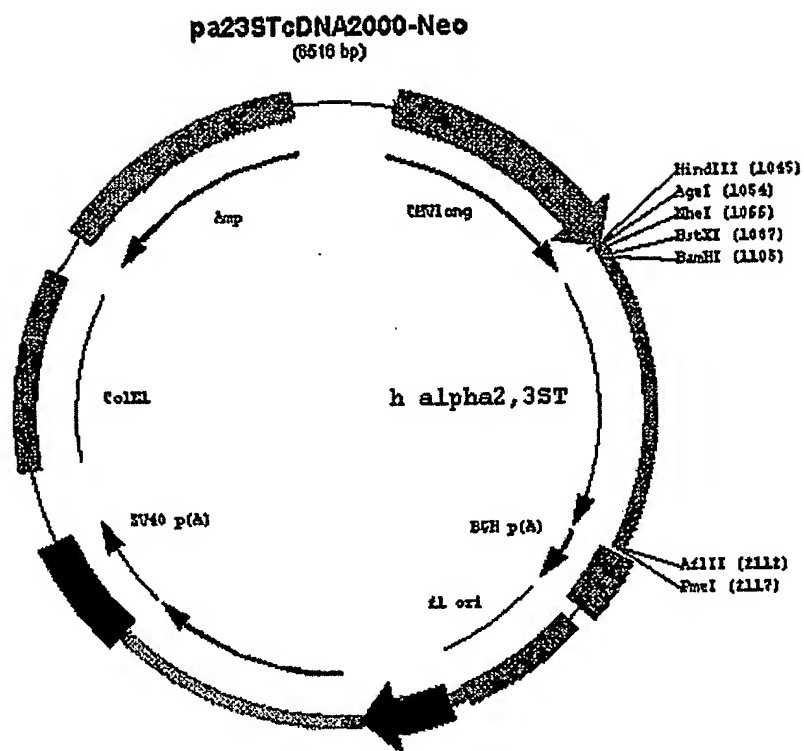 pa23STcDNA2000-Neo
(6516 bp)
HindIII (1045)
AgeI (1054)
NheI (1066)
BstXI (1087)
BamHI (1105)
Amp
CMVlong
ColE1
h alpha2,3ST
SV40 p(A)
BGH p(A)
f1 ori
AflII (2112)
PmeI (2117)